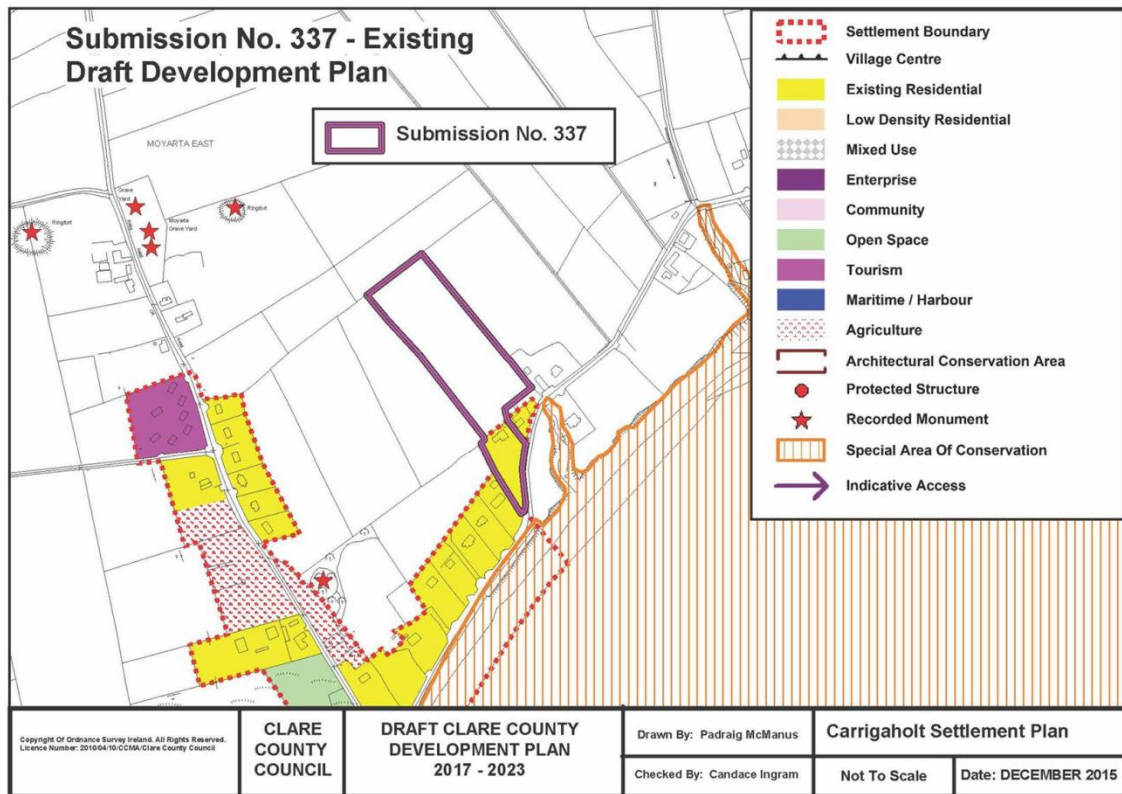 Submission No. 337 - Existing
Draft Development Plan
Submission No. 337
MOYARTA EAST
Grave
Yard
Ringfort
Moyarta
Grave Yard
Ringfort
Settlement Boundary
Village Centre
Existing Residential
Low Density Residential
Mixed Use
Enterprise
Community
Open Space
Tourism
Maritime / Harbour
Agriculture
Architectural Conservation Area
Protected Structure
Recorded Monument
Special Area Of Conservation
Indicative Access
Copyright Of Ordnance Survey Ireland. All Rights Reserved.
Licence Number: 2010/04/10/CCMA/Clare County Council
CLARE
COUNTY
COUNCIL
DRAFT CLARE COUNTY
DEVELOPMENT PLAN
2017 - 2023
Drawn By: Padraig McManus
Checked By: Candace Ingram
Carrigaholt Settlement Plan
Not To Scale
Date: DECEMBER 2015